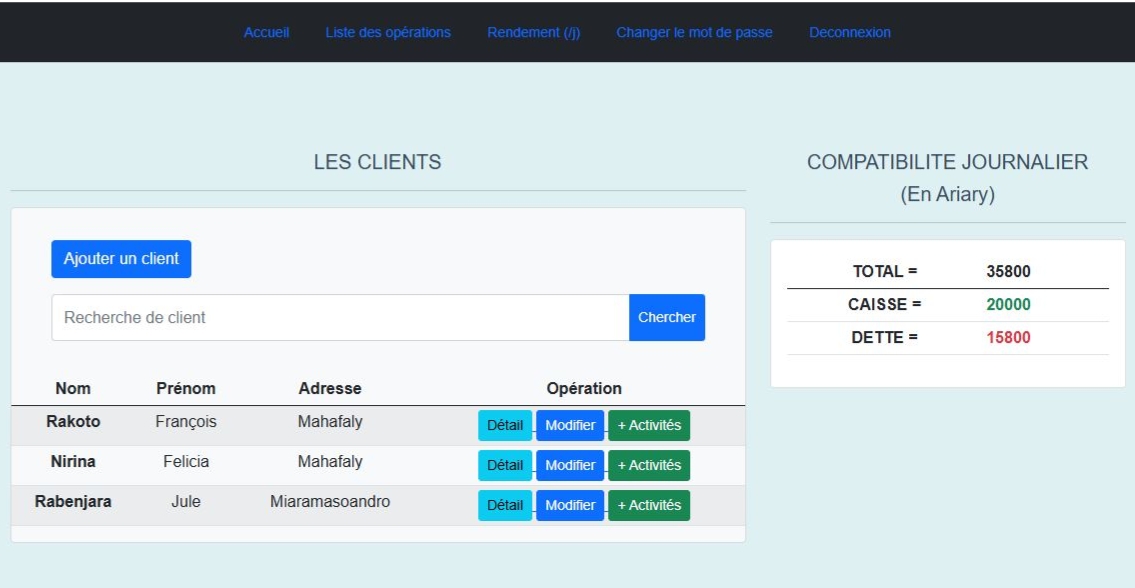 Accueil Liste des opérations Rendement (/j) Changer le mot de passe Deconnexion
LES CLIENTS
Ajouter un client
Recherche de client Chercher
Nom Prénom Adresse Opération
Rakoto François Mahafaly Détail Modifier + Activités
Nirina Felicia Mahafaly Détail Modifier + Activités
Rabenjara Jule Miaramasoandro Détail Modifier + Activités
COMPATIBILITE JOURNALIER
(En Ariary)
TOTAL = 35800
CAISSE = 20000
DETTE = 15800